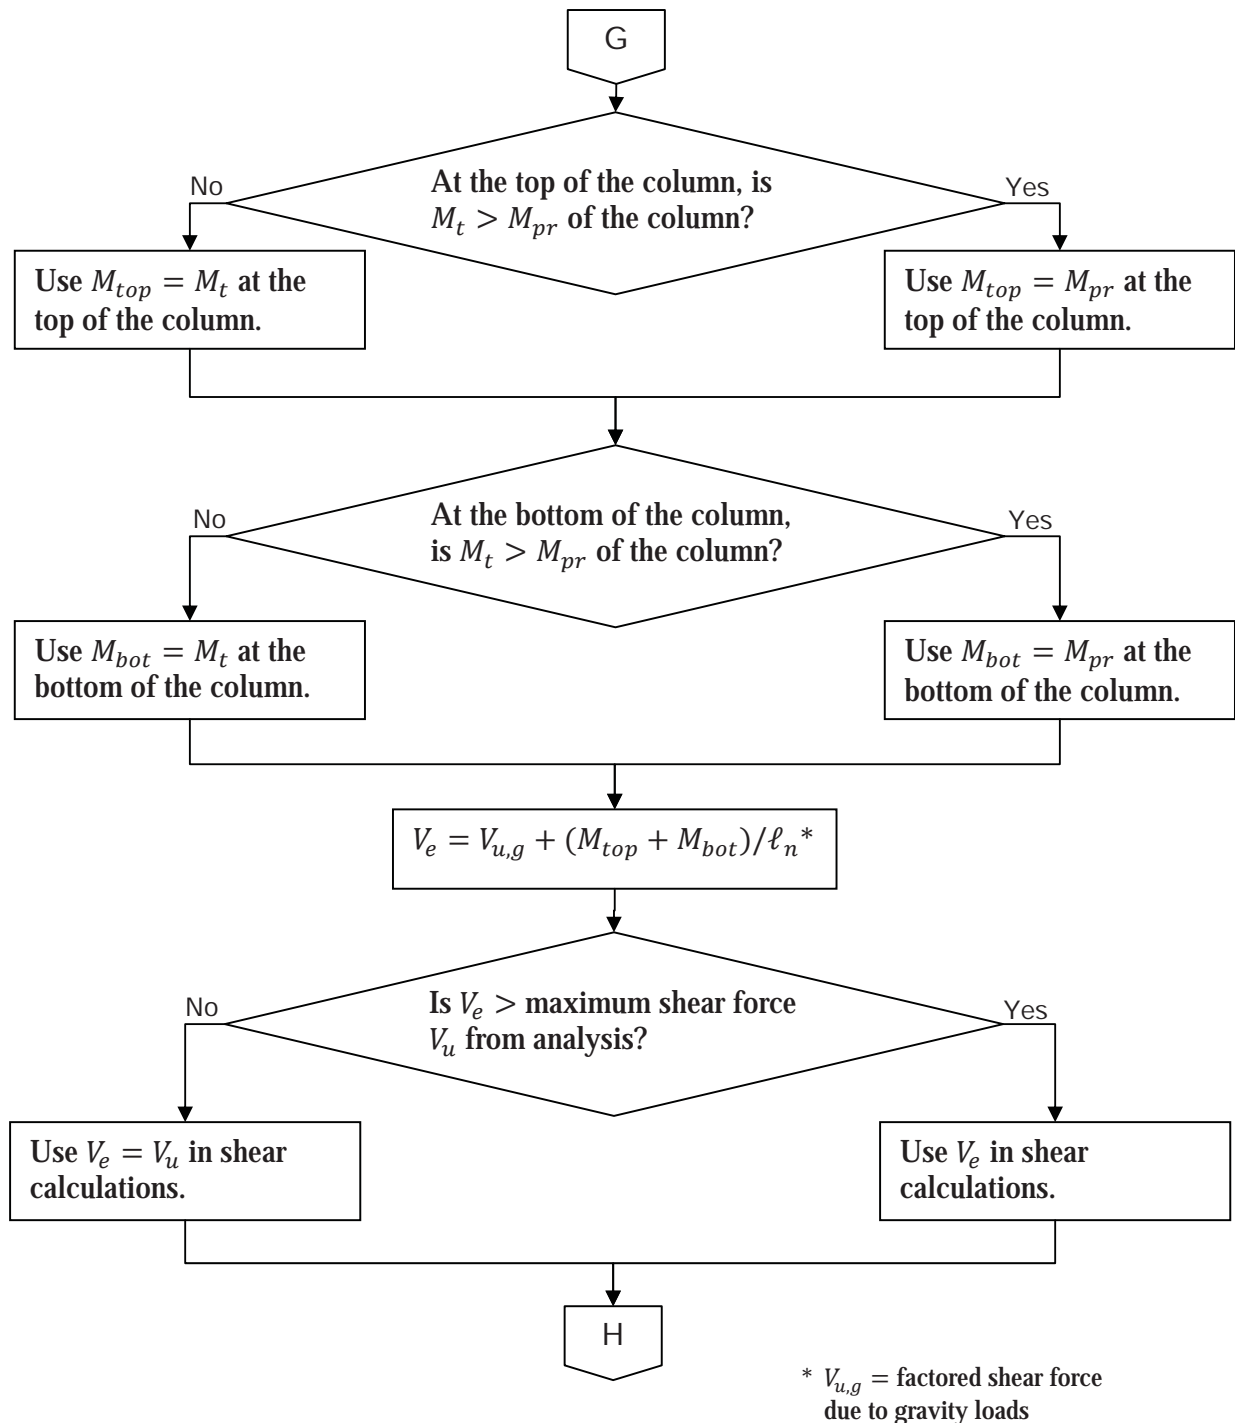 G
At the top of the column, is
M_t > M_pr of the column?
No
Yes
Use M_top = M_t at the
top of the column.
Use M_top = M_pr at the
top of the column.
At the bottom of the column,
is M_t > M_pr of the column?
No
Yes
Use M_bot = M_t at the
bottom of the column.
Use M_bot = M_pr at the
bottom of the column.
V_e = V_u,g + (M_top + M_bot)/ℓ_n*
Is V_e > maximum shear force
V_u from analysis?
No
Yes
Use V_e = V_u in shear
calculations.
Use V_e in shear
calculations.
H
* V_u,g = factored shear force
due to gravity loads